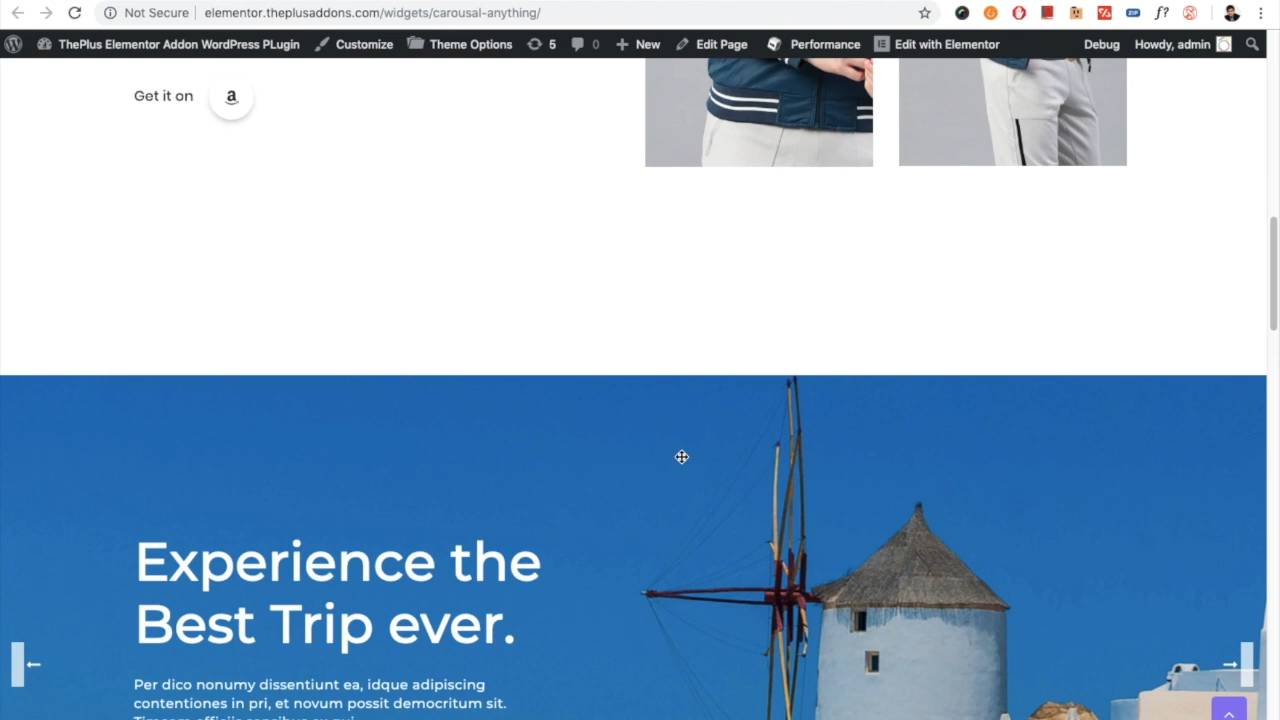 Not Secure elementor.theplusaddons.com/widgets/carousal-anything/
ZIP f?
ThePlus Elementor Addon WordPress PLugin Customize Theme Options 5 0 New Edit Page Performance Edit with Elementor Debug Howdy, admin
Get it on a
Experience the
Best Trip ever.
Per dico nonumy dissentiunt ea, idque adipiscing
contentiones in pri, et novum possit democritum sit.